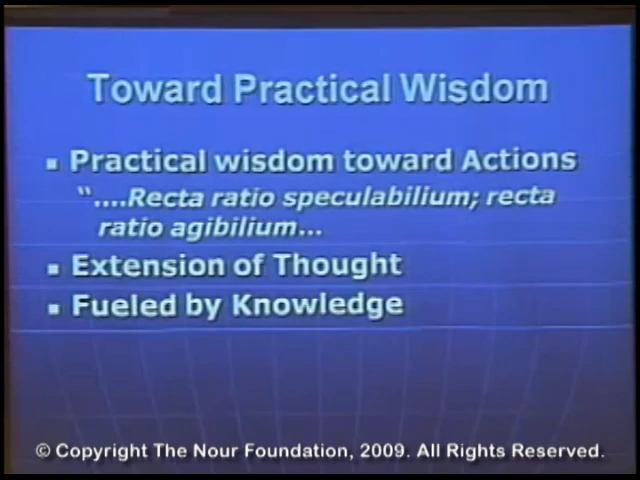 Toward Practical Wisdom
▪ Practical wisdom toward Actions
“....Recta ratio speculabilium; recta
ratio agibilium...
▪ Extension of Thought
▪ Fueled by Knowledge
© Copyright The Nour Foundation, 2009. All Rights Reserved.